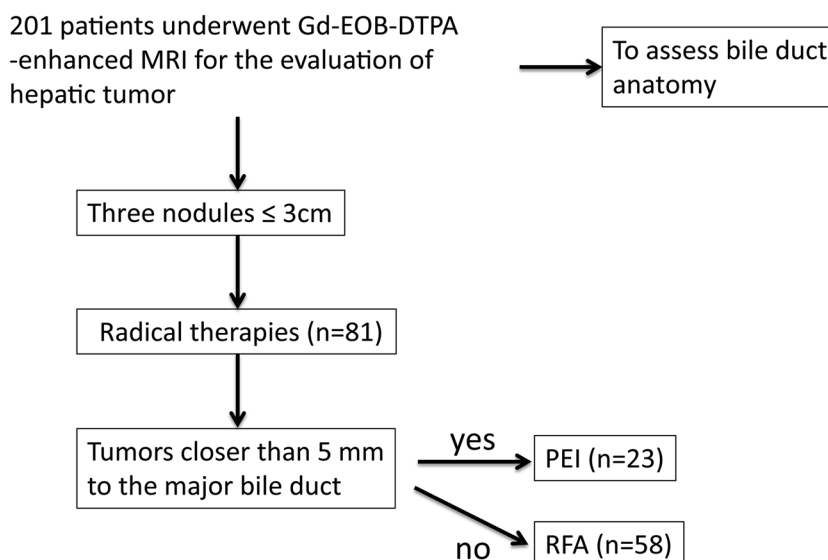 201 patients underwent Gd-EOB-DTPA
-enhanced MRI for the evaluation of
hepatic tumor
To assess bile duct
anatomy
Three nodules ≤ 3cm
Radical therapies (n=81)
Tumors closer than 5 mm
to the major bile duct
yes
PEI (n=23)
no
RFA (n=58)